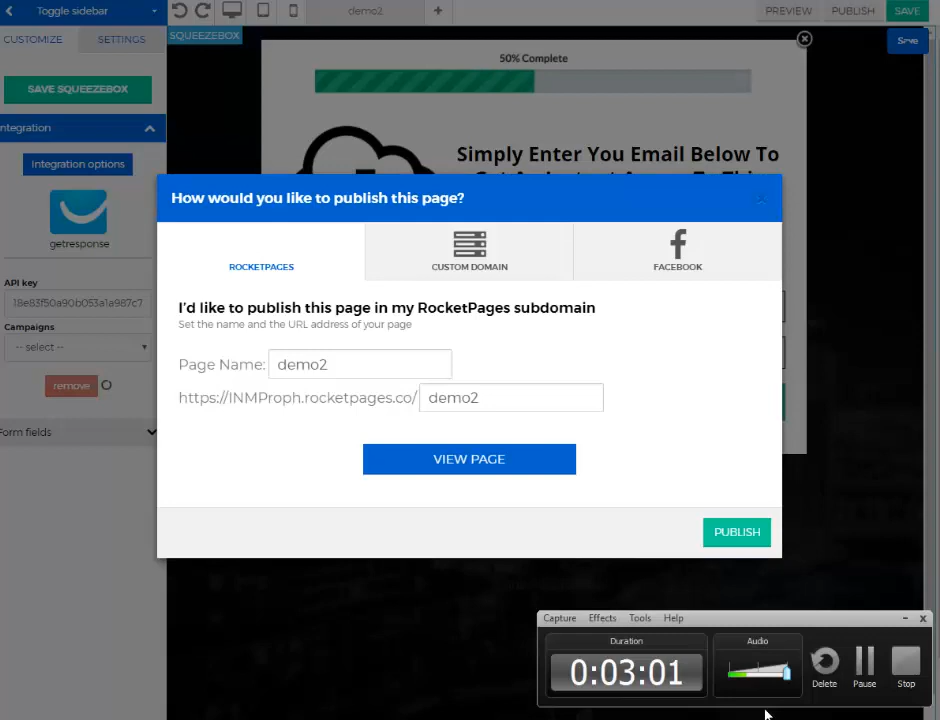 Toggle sidebar
demo2
+
PREVIEW
PUBLISH
SAVE
CUSTOMIZE
SETTINGS
SQUEEZEBOX
Save
50% Complete
SAVE SQUEEZEBOX
ntegration
Integration options
getresponse
API key
18e83f50a90b053a1a987c7
Campaigns
-- select --
remove
Form fields
Simply Enter You Email Below To
How would you like to publish this page?
x
ROCKETPAGES
CUSTOM DOMAIN
FACEBOOK
I'd like to publish this page in my RocketPages subdomain
Set the name and the URL address of your page
Page Name: demo2
https://INMProph.rocketpages.co/ demo2
VIEW PAGE
PUBLISH
Capture Effects Tools Help
Duration
0:03:01
Audio
Delete
Pause
Stop